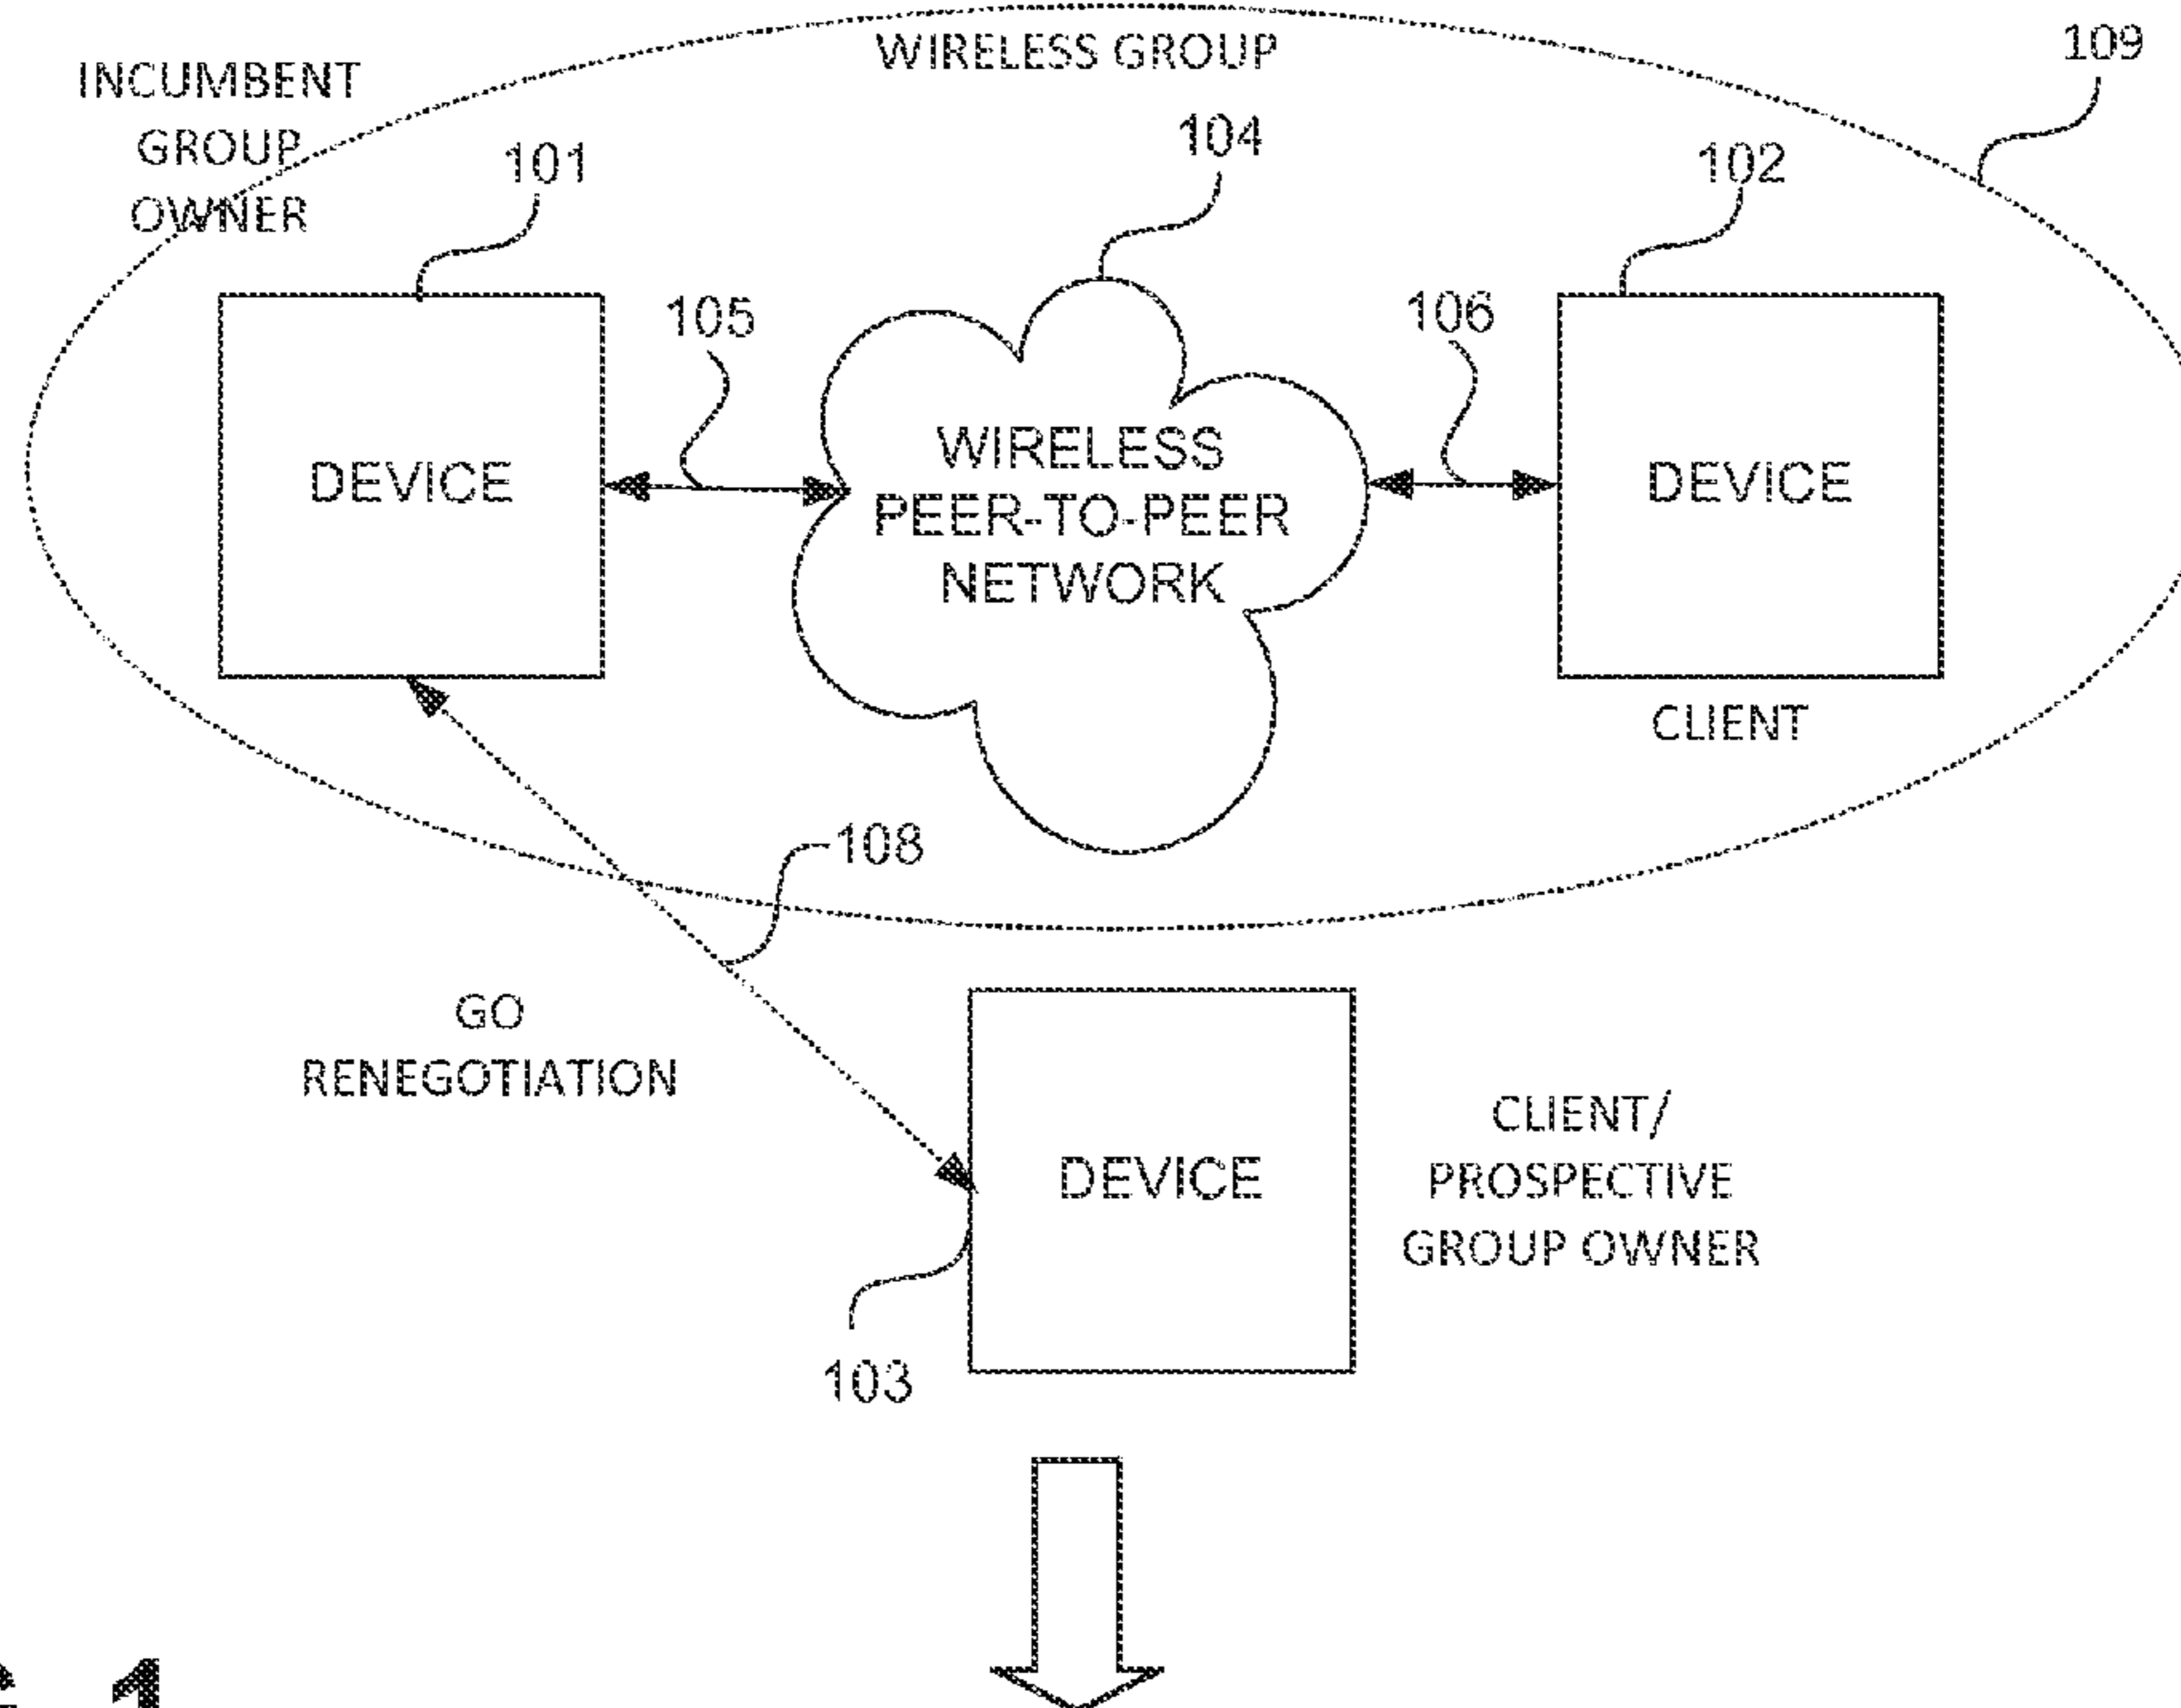 WIRELESS GROUP
109
INCUMBENT
GROUP
OWNER
101
104
102
105
106
DEVICE
WIRELESS
PEER-TO-PEER
NETWORK
DEVICE
CLIENT
108
GO
RENEGOTIATION
DEVICE
CLIENT/
PROSPECTIVE
GROUP OWNER
103
1